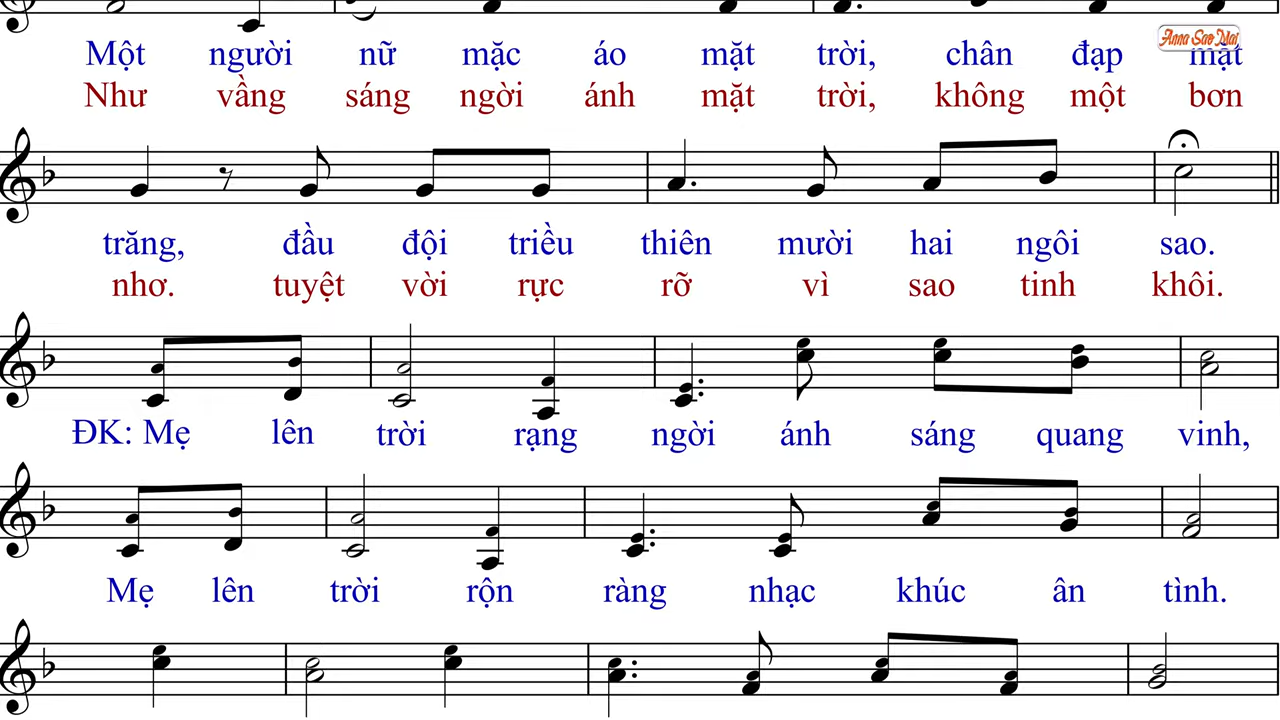 Anna Sao Mai
Một người nữ mặc áo mặt trời, chân đạp mặt
Như vầng sáng ngời ánh mặt trời, không một bơn
trăng, đầu đội triều thiên mười hai ngôi sao.
nhơ. tuyệt vời rực rỡ vì sao tinh khôi.
ĐK: Mẹ lên trời rạng ngời ánh sáng quang vinh,
Mẹ lên trời rộn ràng nhạc khúc ân tình.